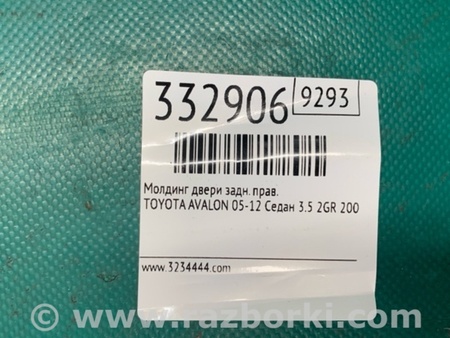 332906 9293
Молдинг двери задн. прав.
TOYOTA AVALON 05-12 Седан 3.5 2GR 200
www.3234444.com
© www.razborki.com